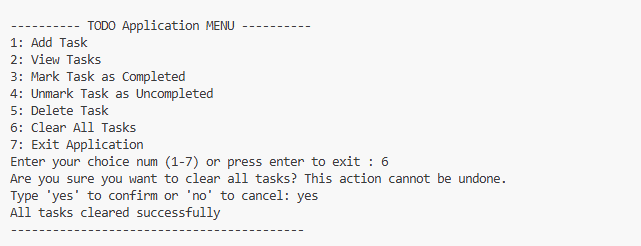 ---------- TODO Application MENU ----------
1: Add Task
2: View Tasks
3: Mark Task as Completed
4: Unmark Task as Uncompleted
5: Delete Task
6: Clear All Tasks
7: Exit Application
Enter your choice num (1-7) or press enter to exit : 6
Are you sure you want to clear all tasks? This action cannot be undone.
Type 'yes' to confirm or 'no' to cancel: yes
All tasks cleared successfully
------------------------------------------